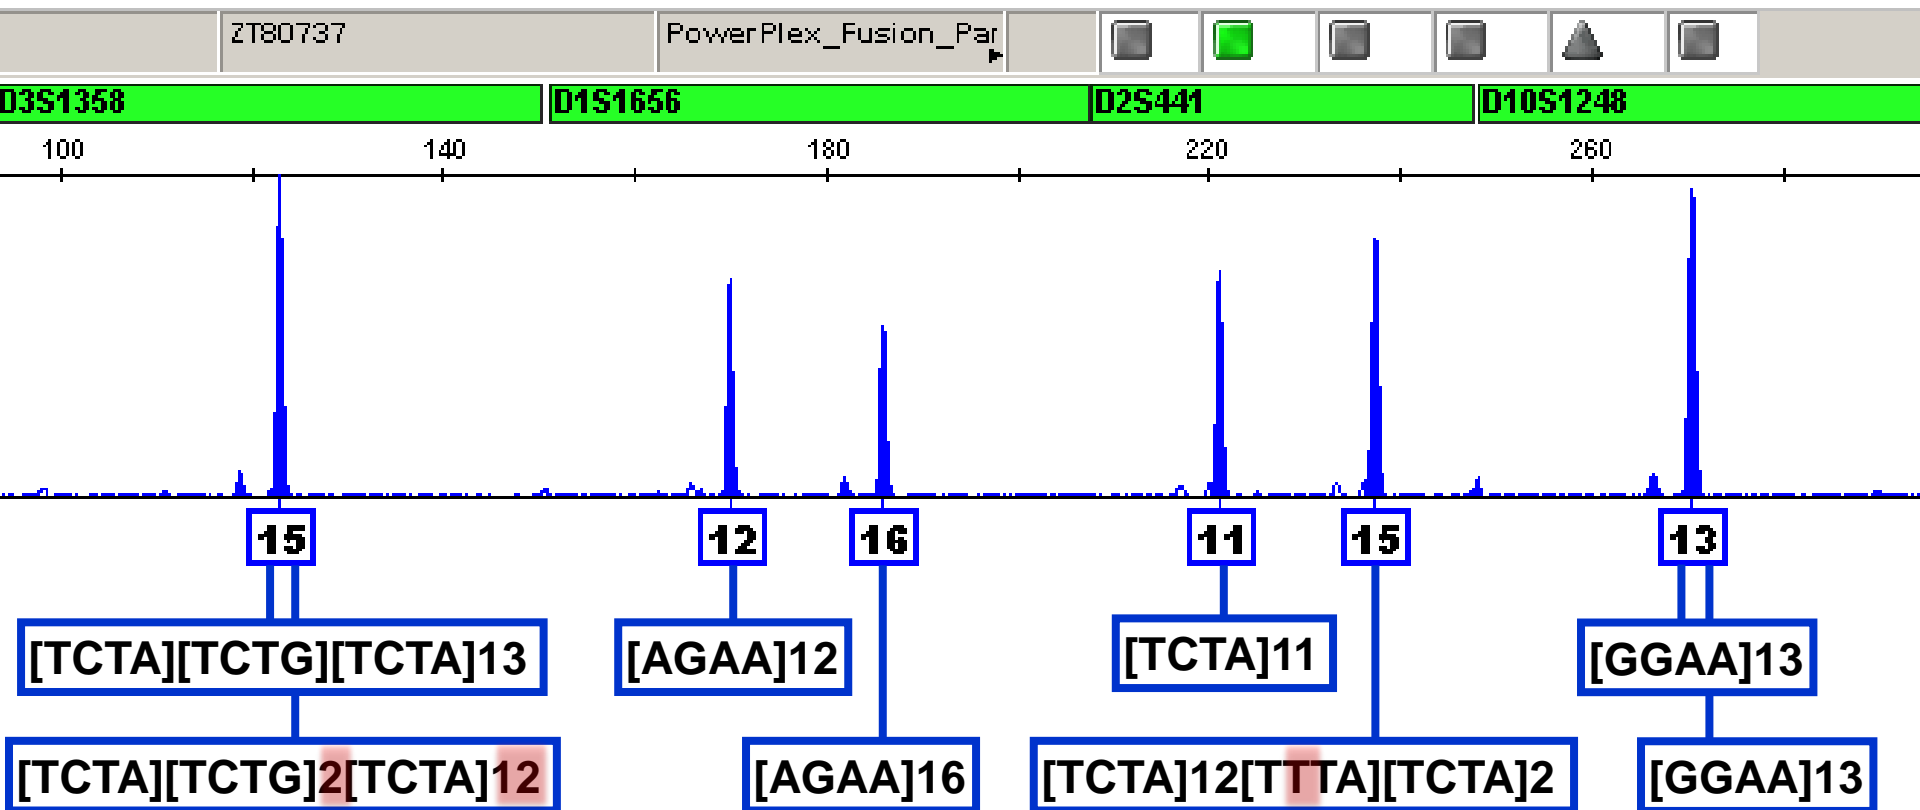 ZT80737 PowerPlex_Fusion_Par
D3S1358 D1S1656 D2S441 D10S1248
100 140 180 220 260
15 12 16 11 15 13
[TCTA][TCTG][TCTA]13 [AGAA]12 [TCTA]11 [GGAA]13
[TCTA][TCTG]2[TCTA]12 [AGAA]16 [TCTA]12[TTTA][TCTA]2 [GGAA]13